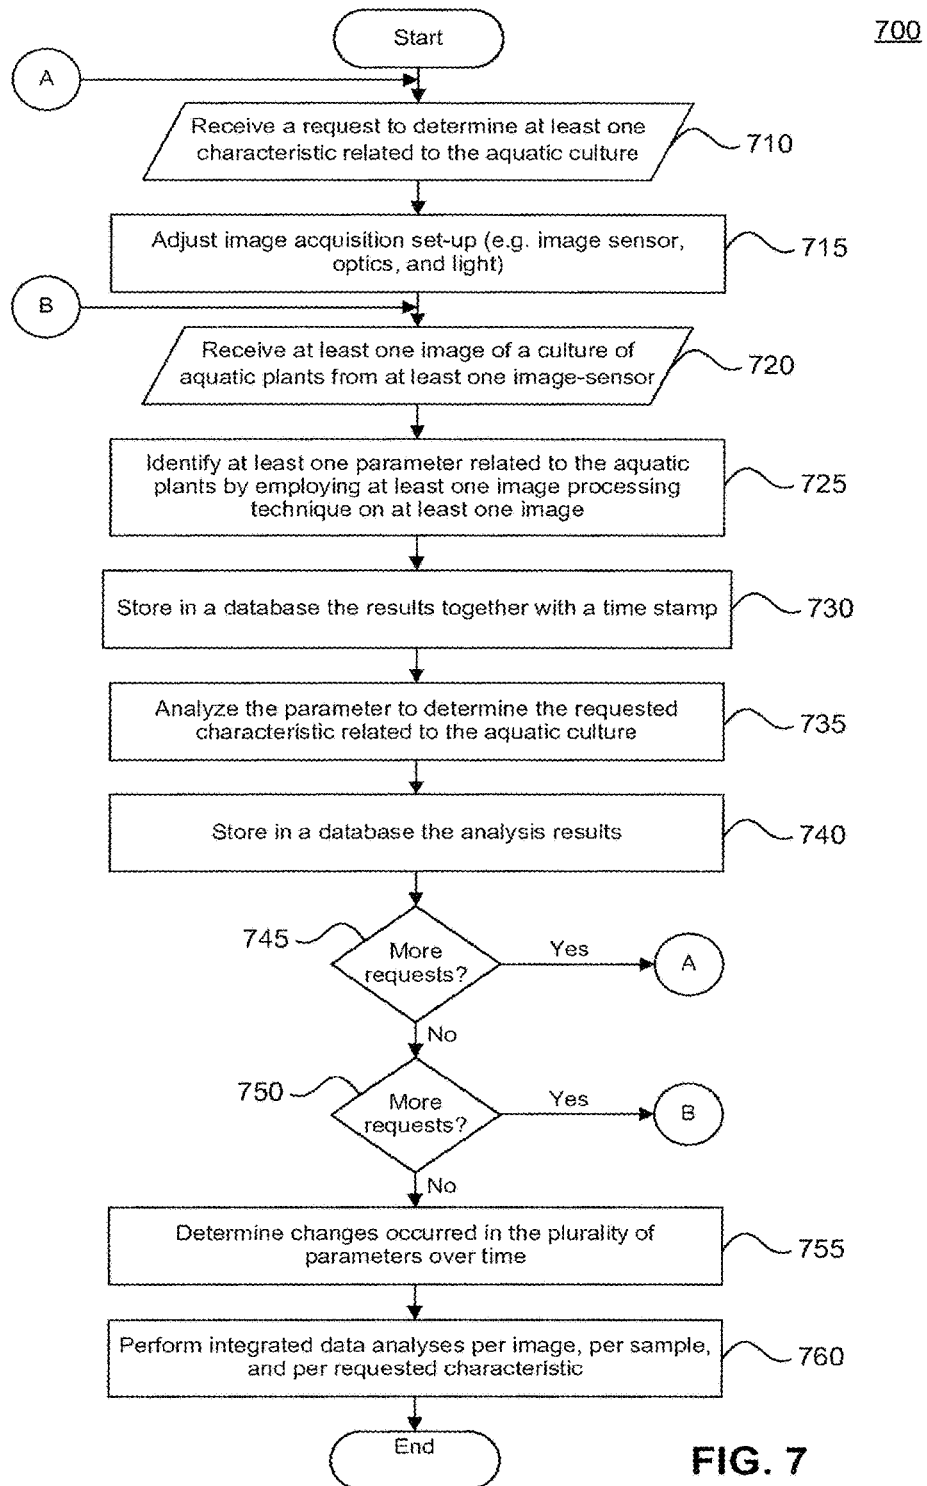 700
Start
A
Receive a request to determine at least one
characteristic related to the aquatic culture
710
Adjust image acquisition set-up (e.g. image sensor,
optics, and light)
715
B
Receive at least one image of a culture of
aquatic plants from at least one image-sensor
720
Identify at least one parameter related to the aquatic
plants by employing at least one image processing
technique on at least one image
725
Store in a database the results together with a time stamp
730
Analyze the parameter to determine the requested
characteristic related to the aquatic culture
735
Store in a database the analysis results
740
745
More
requests?
Yes
A
No
750
More
requests?
Yes
B
No
Determine changes occurred in the plurality of
parameters over time
755
Perform integrated data analyses per image, per sample,
and per requested characteristic
760
End
FIG. 7